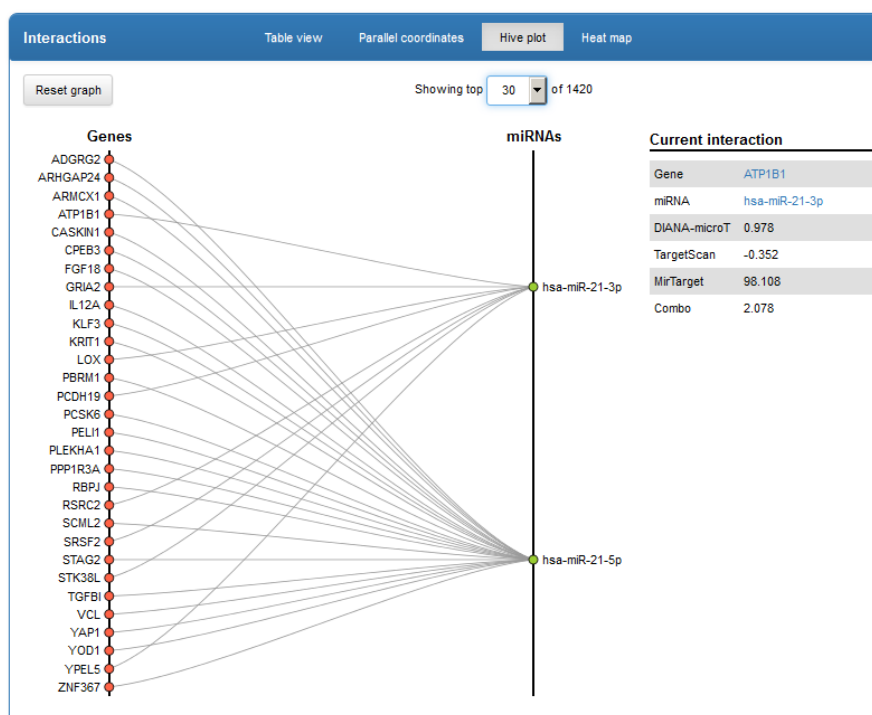 Interactions Table view Parallel coordinates Hive plot Heat map
Reset graph Showing top 30 of 1420
Genes miRNAs
ADGRG2
ARHGAP24
ARMCX1
ATP1B1
CASKIN1
CPEB3
FGF18
GRIA2
IL12A
KLF3
KRIT1
LOX
PBRM1
PCDH19
PCSK6
PELI1
PLEKHA1
PPP1R3A
RBPJ
RSRC2
SCML2
SRSF2
STAG2
STK38L
TGFBI
VCL
YAP1
YOD1
YPEL5
ZNF367
hsa-miR-21-3p
hsa-miR-21-5p
Current interaction
Gene ATP1B1
miRNA hsa-miR-21-3p
DIANA-microT 0.978
TargetScan -0.352
MirTarget 98.108
Combo 2.078